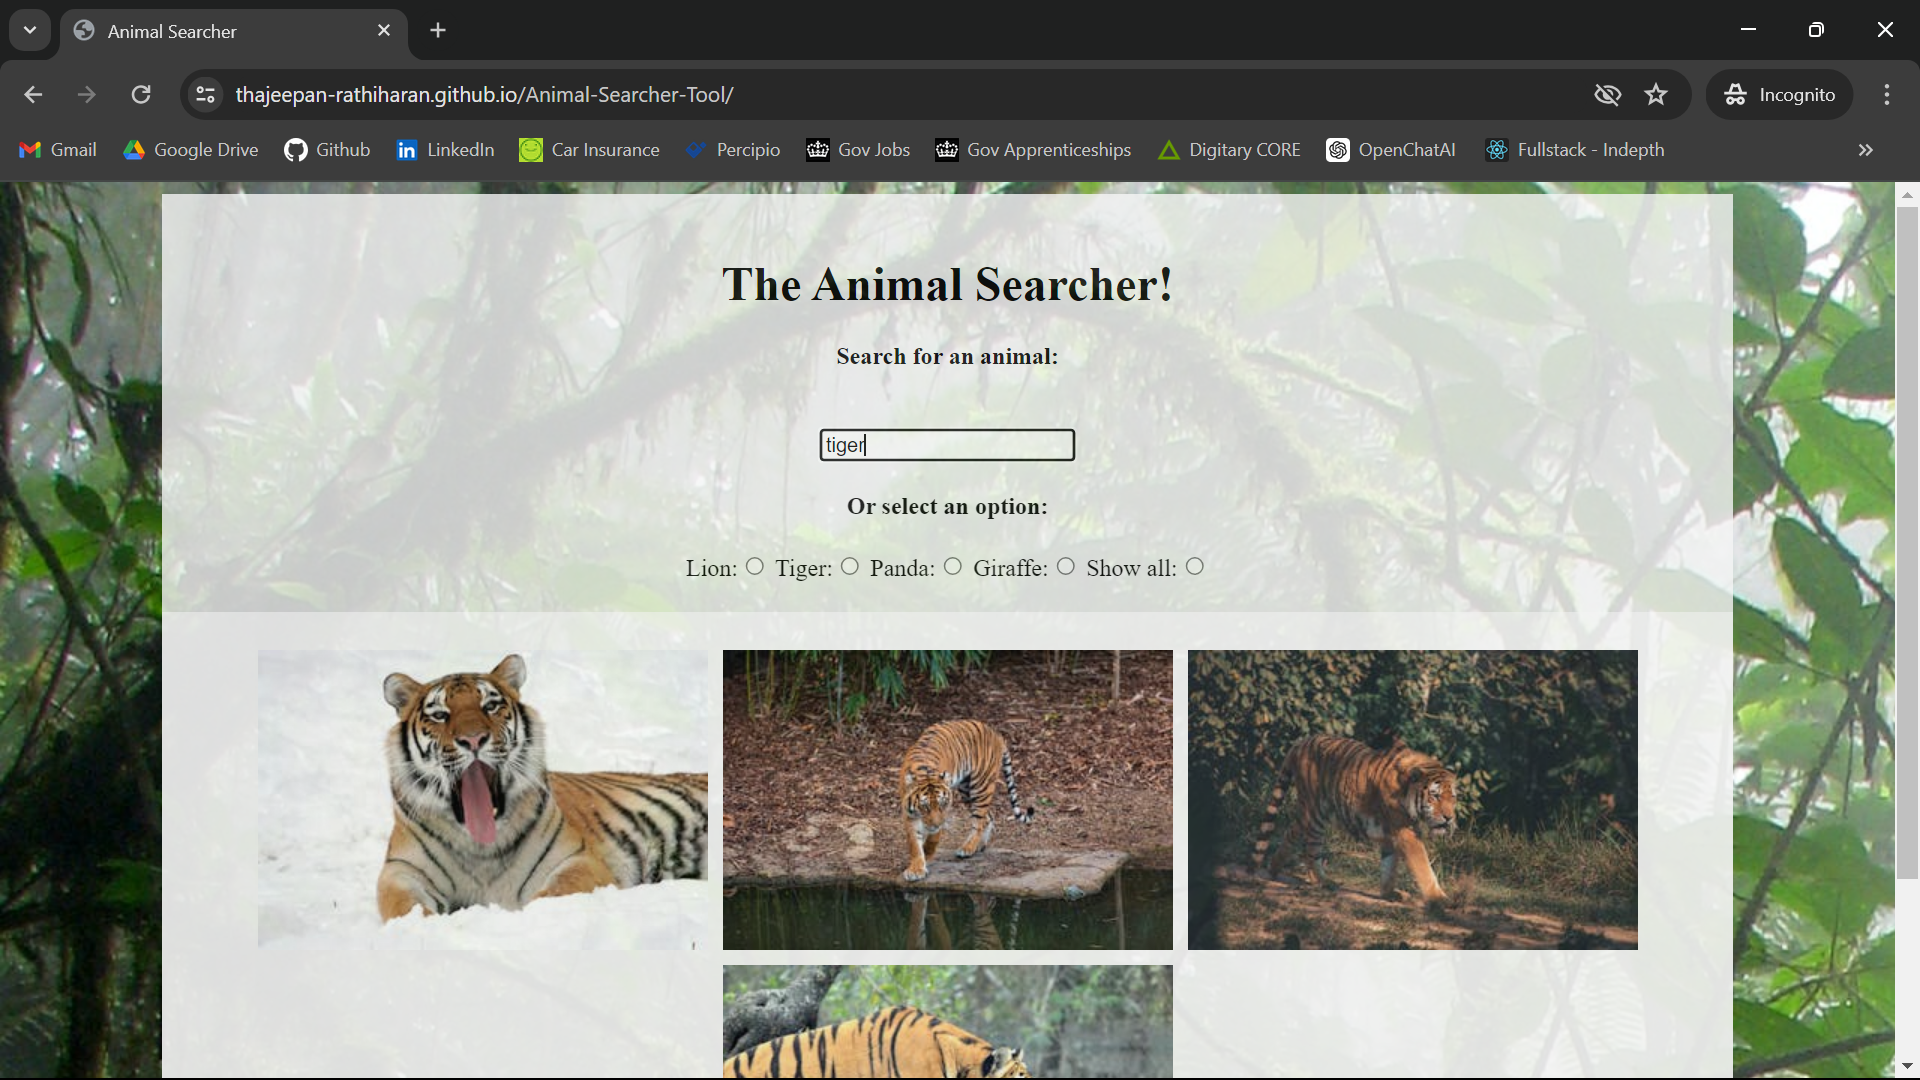 Animal Searcher
thajeepan-rathiharan.github.io/Animal-Searcher-Tool/
Incognito
Gmail Google Drive Github LinkedIn Car Insurance Percipio Gov Jobs Gov Apprenticeships Digitary CORE OpenChatAI Fullstack - Indepth
The Animal Searcher!
Search for an animal:
tiger
Or select an option:
Lion: Tiger: Panda: Giraffe: Show all: